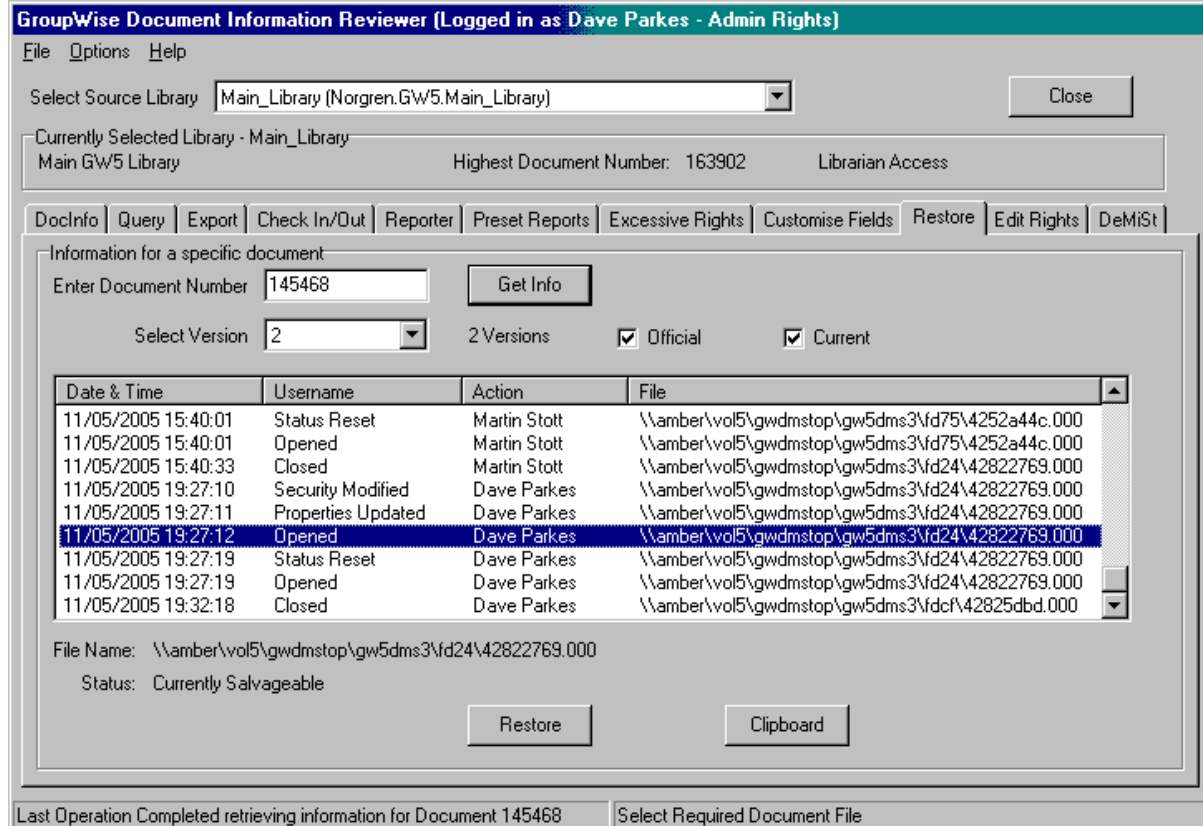 GroupWise Document Information Reviewer (Logged in as Dave Parkes - Admin Rights)
File Options Help
Select Source Library Main_Library (Norgren.GW5.Main_Library) Close
Currently Selected Library - Main_Library
Main GW5 Library Highest Document Number: 163902 Librarian Access
DocInfo Query Export Check In/Out Reporter Preset Reports Excessive Rights Customise Fields Restore Edit Rights DeMiSt
Information for a specific document
Enter Document Number 145468 Get Info
Select Version 2 2 Versions Official Current
Date & Time Username Action File
11/05/2005 15:40:01 Status Reset Martin Stott \\amber\vol5\gwdmstop\gw5dms3\fd75\4252a44c.000
11/05/2005 15:40:01 Opened Martin Stott \\amber\vol5\gwdmstop\gw5dms3\fd75\4252a44c.000
11/05/2005 15:40:33 Closed Martin Stott \\amber\vol5\gwdmstop\gw5dms3\fd24\42822769.000
11/05/2005 19:27:10 Security Modified Dave Parkes \\amber\vol5\gwdmstop\gw5dms3\fd24\42822769.000
11/05/2005 19:27:11 Properties Updated Dave Parkes \\amber\vol5\gwdmstop\gw5dms3\fd24\42822769.000
11/05/2005 19:27:12 Opened Dave Parkes \\amber\vol5\gwdmstop\gw5dms3\fd24\42822769.000
11/05/2005 19:27:19 Status Reset Dave Parkes \\amber\vol5\gwdmstop\gw5dms3\fd24\42822769.000
11/05/2005 19:27:19 Opened Dave Parkes \\amber\vol5\gwdmstop\gw5dms3\fd24\42822769.000
11/05/2005 19:32:18 Closed Dave Parkes \\amber\vol5\gwdmstop\gw5dms3\fdcf\42825dbd.000
File Name: \\amber\vol5\gwdmstop\gw5dms3\fd24\42822769.000
Status: Currently Salvageable
Restore Clipboard
Last Operation Completed retrieving information for Document 145468 Select Required Document File